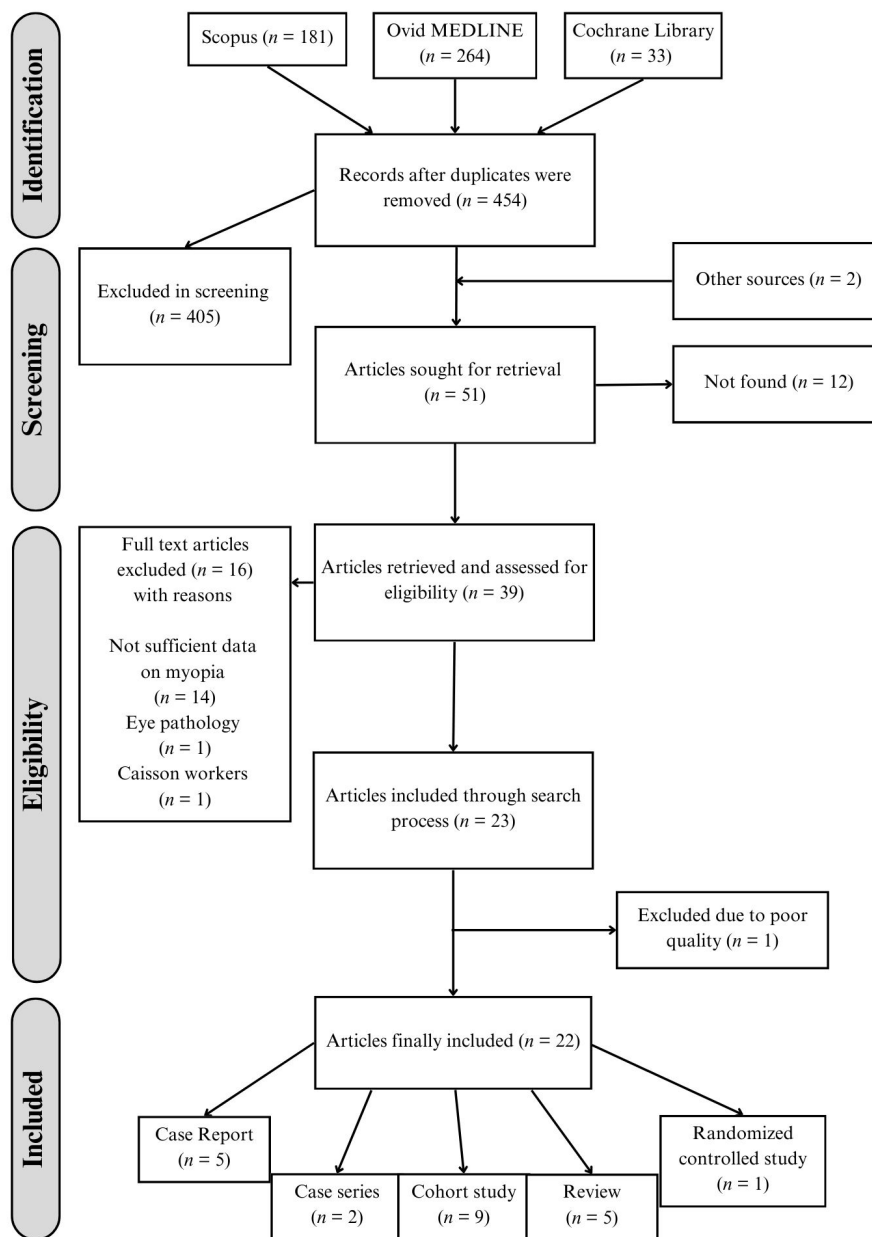 Identification
Scopus (n = 181)
Ovid MEDLINE
(n = 264)
Cochrane Library
(n = 33)
Records after duplicates were
removed (n = 454)
Screening
Excluded in screening
(n = 405)
Other sources (n = 2)
Articles sought for retrieval
(n = 51)
Not found (n = 12)
Eligibility
Full text articles
excluded (n = 16)
with reasons
Not sufficient data
on myopia
(n = 14)
Eye pathology
(n = 1)
Caisson workers
(n = 1)
Articles retrieved and assessed for
eligibility (n = 39)
Articles included through search
process (n = 23)
Excluded due to poor
quality (n = 1)
Included
Articles finally included (n = 22)
Case Report
(n = 5)
Case series
(n = 2)
Cohort study
(n = 9)
Review
(n = 5)
Randomized
controlled study
(n = 1)